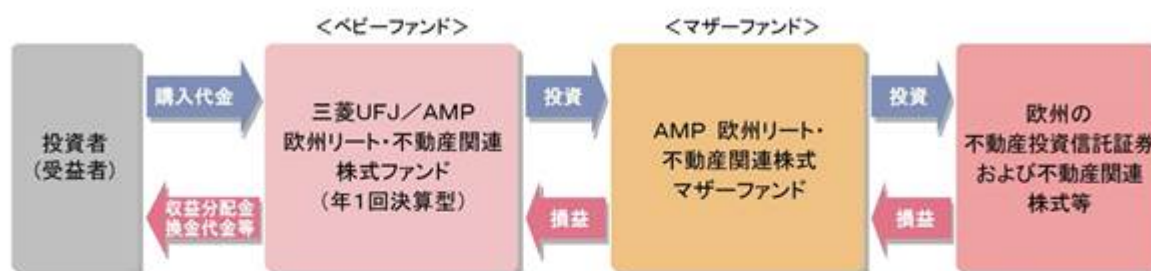 ＜ベビーファンド＞
＜マザーファンド＞
投資者
（受益者）
購入代金
収益分配金
換金代金等
三菱UFJ／AMP
欧州リート・不動産関連
株式ファンド
（年1回決算型）
投資
損益
AMP 欧州リート・
不動産関連株式
マザーファンド
投資
損益
欧州の
不動産投資信託証券
および不動産関連
株式等